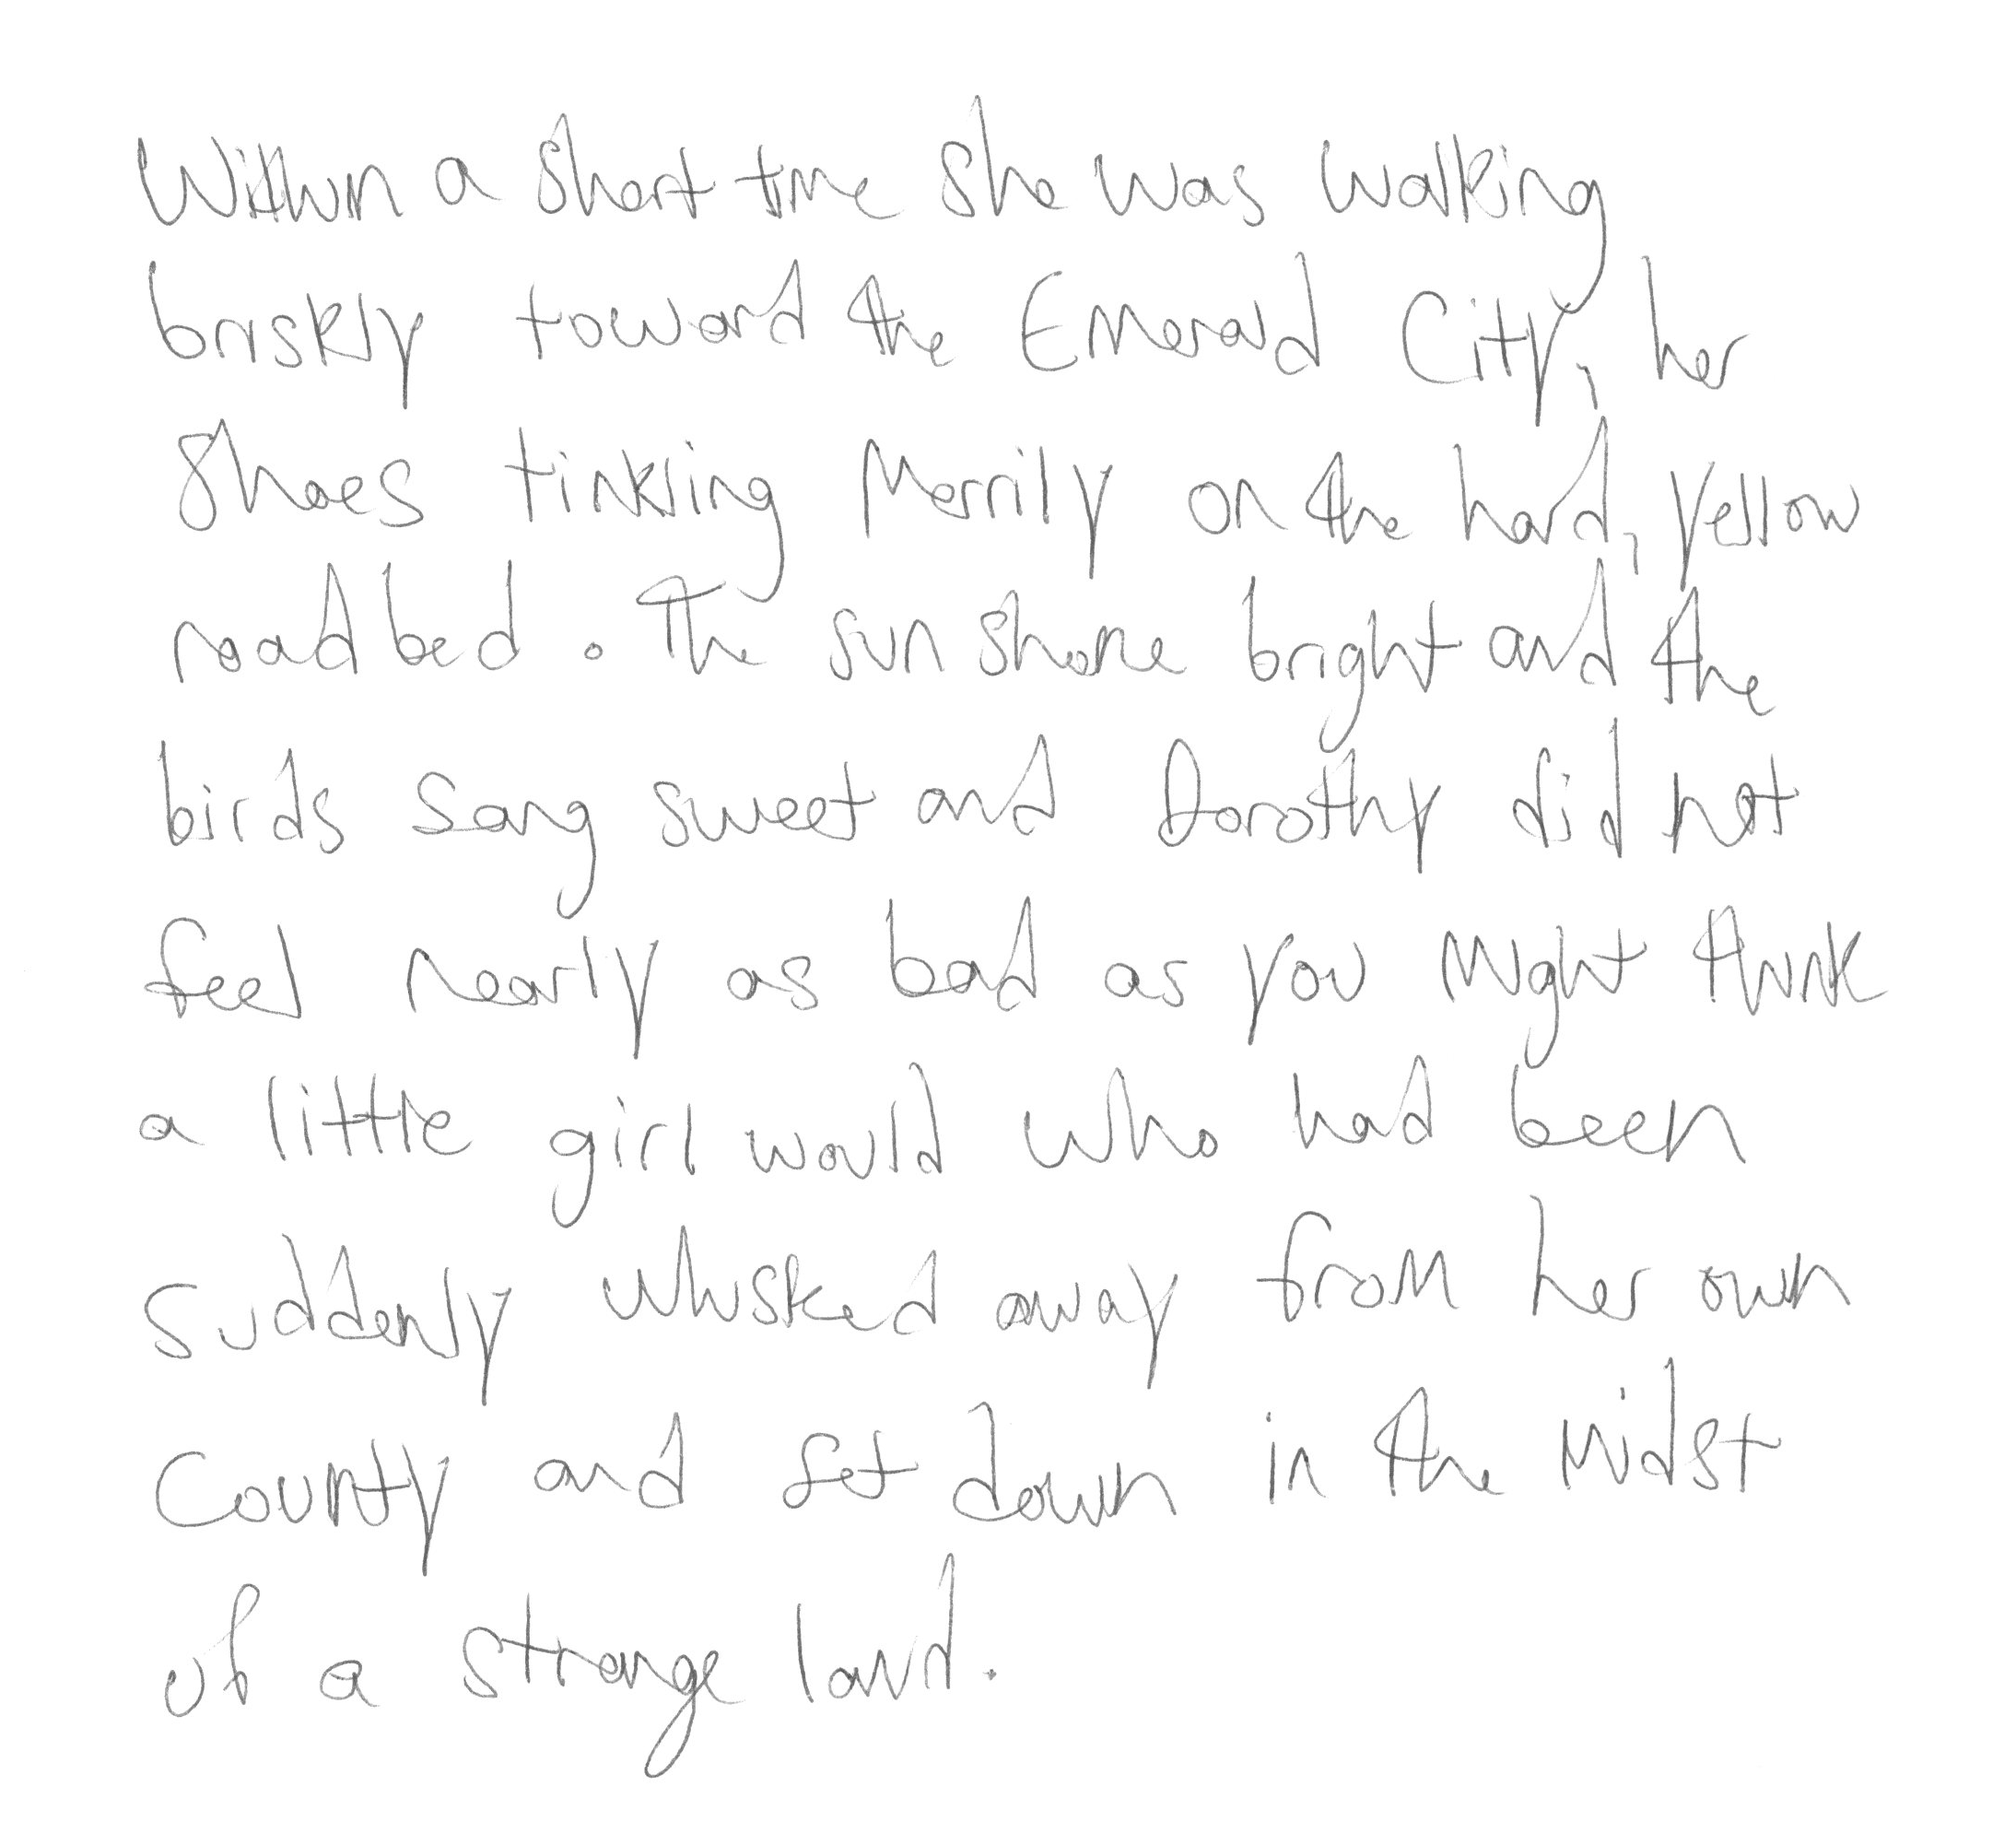 Within a short time she was walking
briskly toward the Emerald City, her
shoes tinkling merrily on the hard, yellow
roadbed. The sun shone bright and the
birds sang sweet and Dorothy did not
feel nearly as bad as you might think
a little girl would who had been
suddenly whisked away from her own
county and set down in the midst
of a strange land.